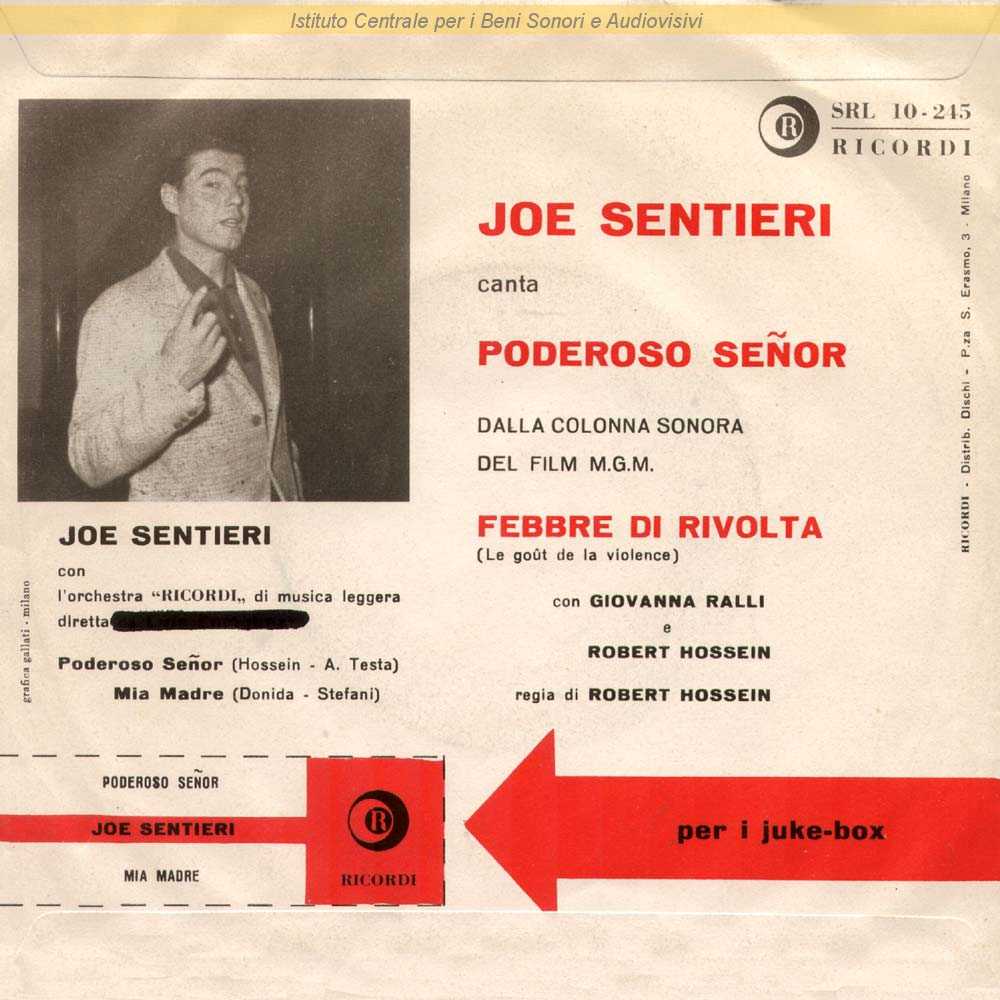 Istituto Centrale per i Beni Sonori e Audiovisivi
SRL 10-245
R
RICORDI
JOE SENTIERI
canta
PODEROSO SEÑOR
DALLA COLONNA SONORA
DEL FILM M.G.M.
FEBBRE DI RIVOLTA
(Le goût de la violence)
con GIOVANNA RALLI
e
ROBERT HOSSEIN
regia di ROBERT HOSSEIN
RICORDI - Distrib. Dischi - P.za S. Erasmo, 3 - Milano
JOE SENTIERI
con
l'orchestra “RICORDI„ di musica leggera
diretta
Poderoso Señor (Hossein - A. Testa)
Mia Madre (Donida - Stefani)
grafica gallati - milano
PODEROSO SEÑOR
JOE SENTIERI
MIA MADRE
R
RICORDI
per i juke-box